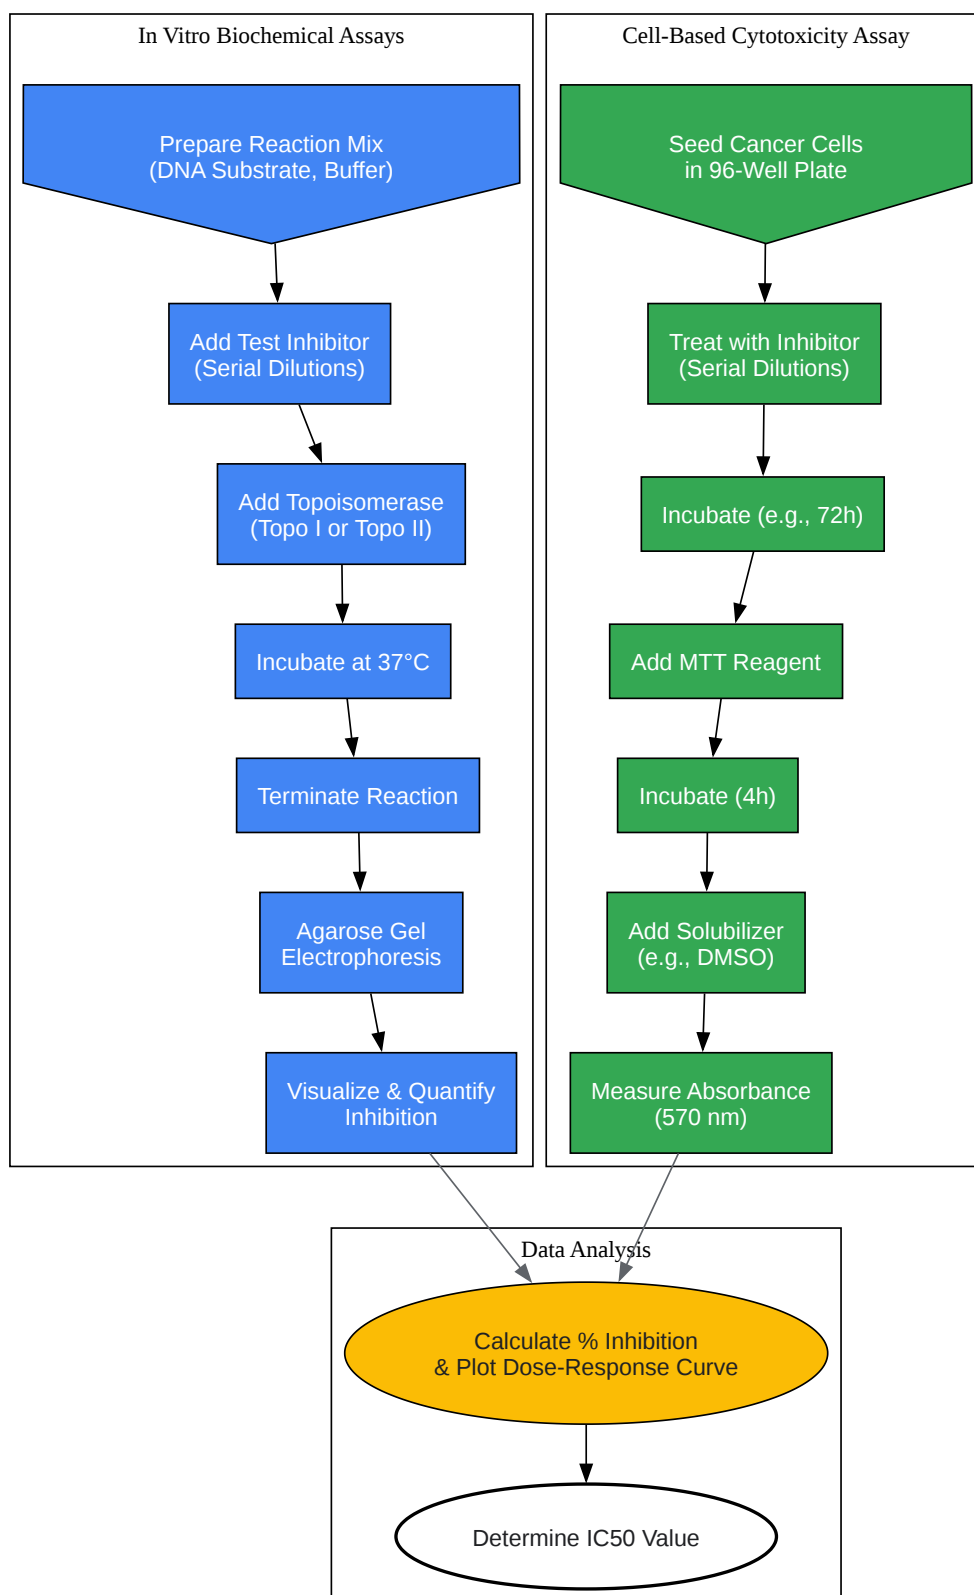 In Vitro Biochemical Assays
Prepare Reaction Mix
(DNA Substrate, Buffer)
Add Test Inhibitor
(Serial Dilutions)
Add Topoisomerase
(Topo I or Topo II)
Incubate at 37°C
Terminate Reaction
Agarose Gel
Electrophoresis
Visualize & Quantify
Inhibition
Cell-Based Cytotoxicity Assay
Seed Cancer Cells
in 96-Well Plate
Treat with Inhibitor
(Serial Dilutions)
Incubate (e.g., 72h)
Add MTT Reagent
Incubate (4h)
Add Solubilizer
(e.g., DMSO)
Measure Absorbance
(570 nm)
Data Analysis
Calculate % Inhibition
& Plot Dose-Response Curve
Determine IC50 Value